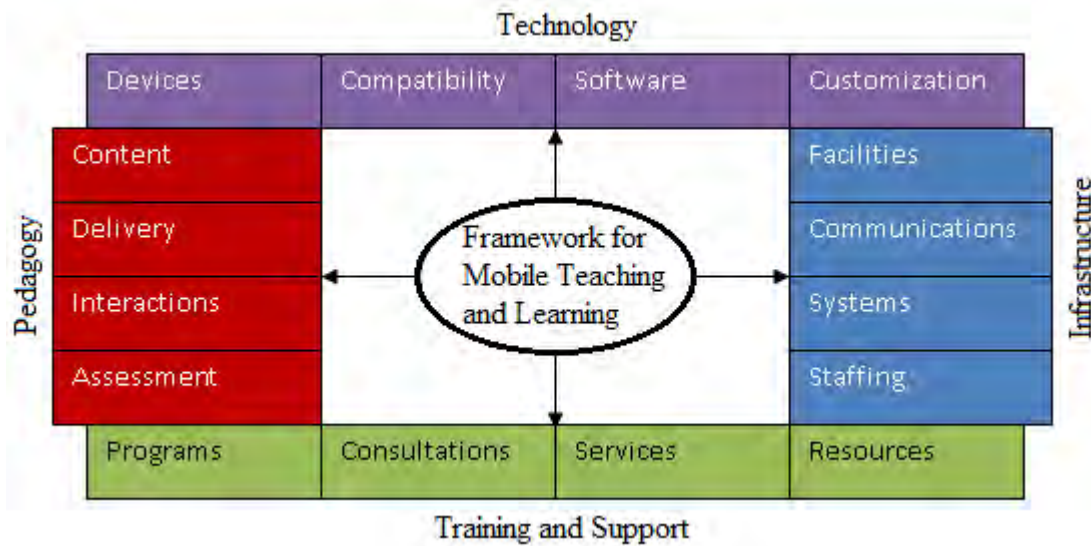 Technology
Devices
Compatibility
Software
Customization
Pedagogy
Content
Delivery
Interactions
Assessment
Framework for
Mobile Teaching
and Learning
Facilities
Communications
Systems
Staffing
Infrastructure
Programs
Consultations
Services
Resources
Training and Support